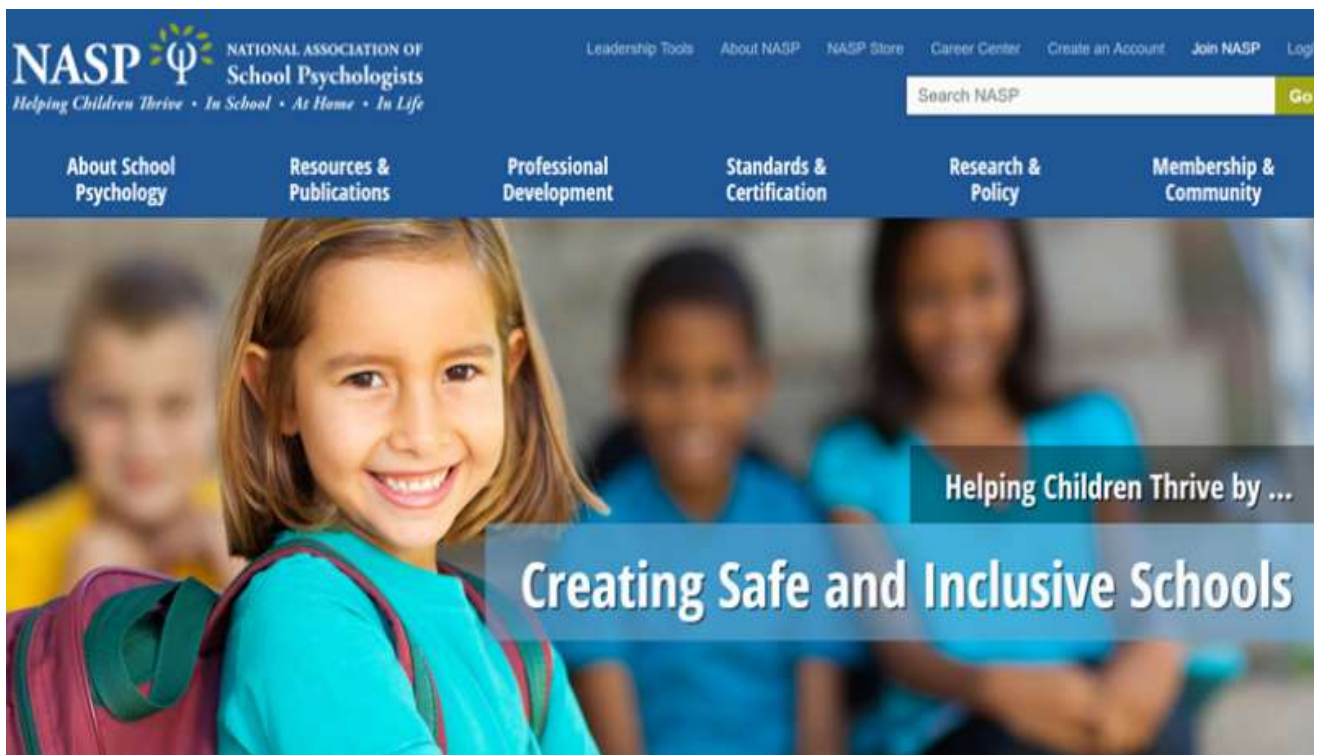 NASP
NATIONAL ASSOCIATION OF
School Psychologists
Helping Children Thrive • In School • At Home • In Life
Leadership Tools About NASP NASP Store Career Center Create an Account Join NASP Logi
Search NASP Go
About School
Psychology
Resources &
Publications
Professional
Development
Standards &
Certification
Research &
Policy
Membership &
Community
Helping Children Thrive by ...
Creating Safe and Inclusive Schools